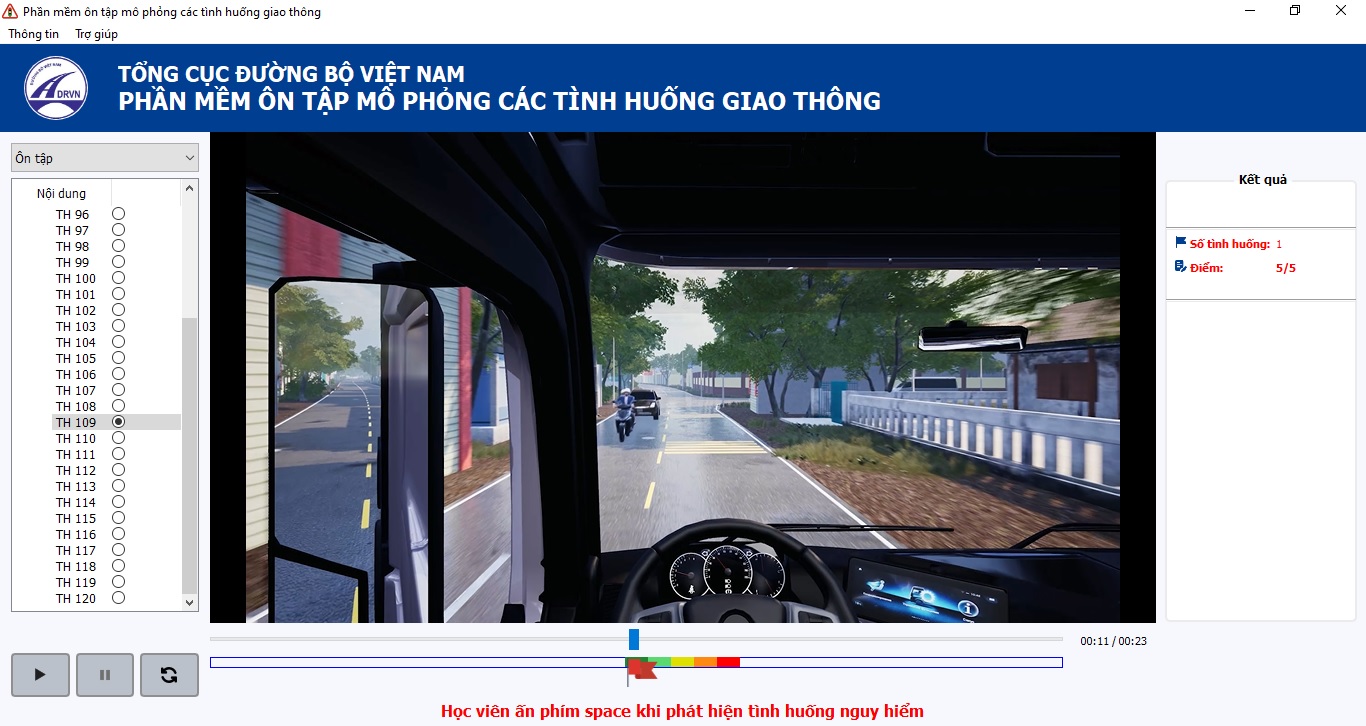 Phần mềm ôn tập mô phỏng các tình huống giao thông
Thông tin Trợ giúp
ĐƯỜNG BỘ VIỆT NAM
DRVN
TỔNG CỤC ĐƯỜNG BỘ VIỆT NAM
PHẦN MỀM ÔN TẬP MÔ PHỎNG CÁC TÌNH HUỐNG GIAO THÔNG
Ôn tập
Nội dung
TH 96
TH 97
TH 98
TH 99
TH 100
TH 101
TH 102
TH 103
TH 104
TH 105
TH 106
TH 107
TH 108
TH 109
TH 110
TH 111
TH 112
TH 113
TH 114
TH 115
TH 116
TH 117
TH 118
TH 119
TH 120
Kết quả
Số tình huống: 1
Điểm: 5/5
00:11 / 00:23
Học viên ấn phím space khi phát hiện tình huống nguy hiểm